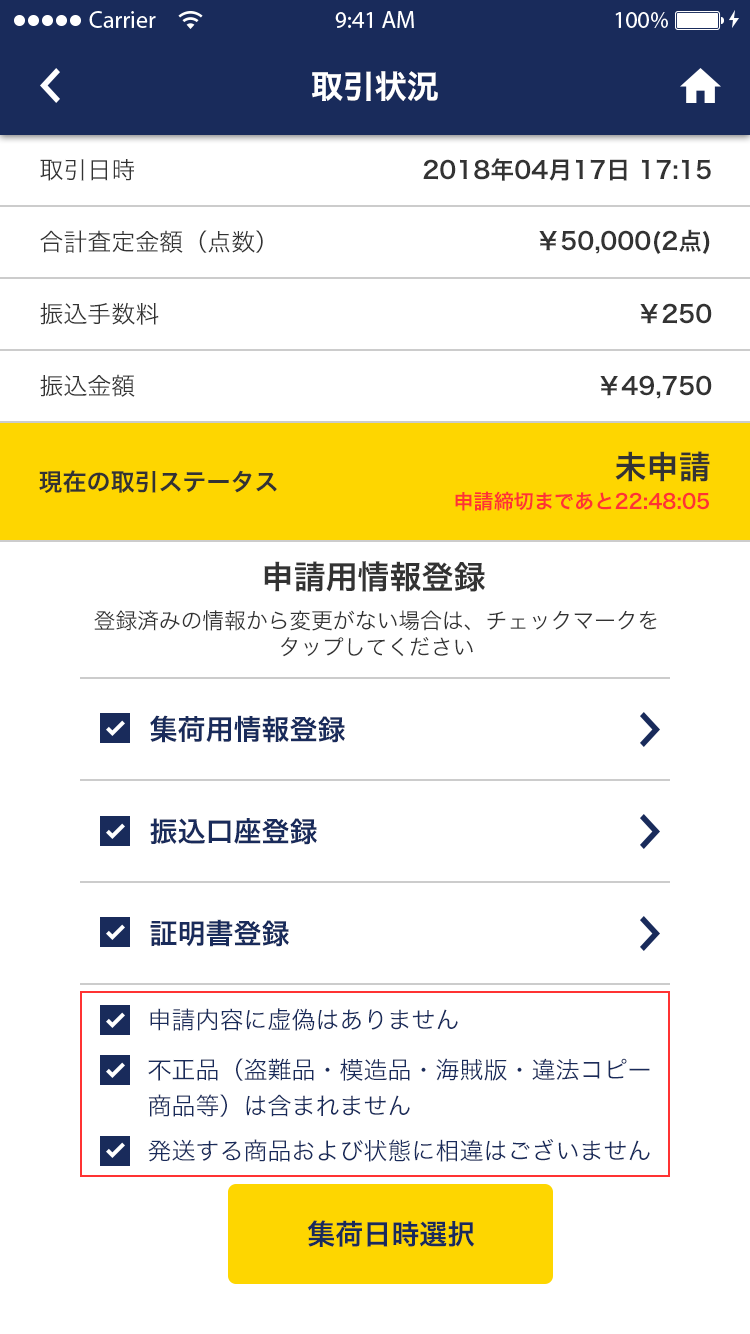 ●●●●● Carrier 9:41 AM 100%
取引状況
取引日時 2018年04月17日 17:15
合計査定金額（点数） ¥50,000(2点)
振込手数料 ¥250
振込金額 ¥49,750
現在の取引ステータス 未申請
申請締切まであと22:48:05
申請用情報登録
登録済みの情報から変更がない場合は、チェックマークを
タップしてください
集荷用情報登録
振込口座登録
証明書登録
申請内容に虚偽はありません
不正品（盗難品・模造品・海賊版・違法コピー
商品等）は含まれません
発送する商品および状態に相違はございません
集荷日時選択